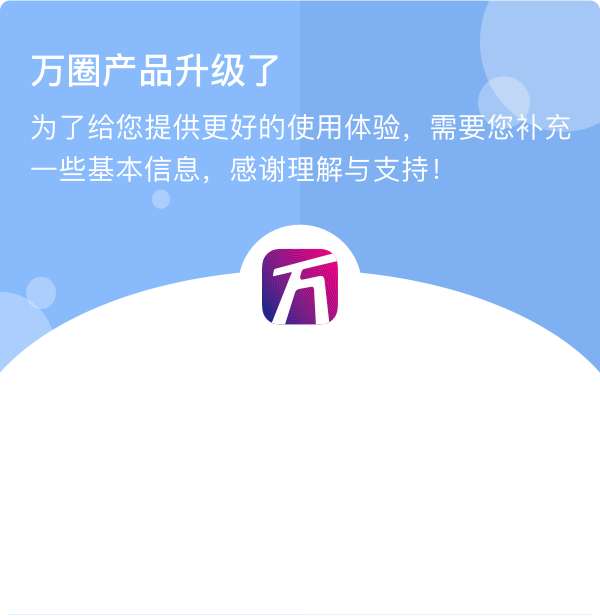 万圈产品升级了
为了给您提供更好的使用体验，需要您补充
一些基本信息，感谢理解与支持！
万